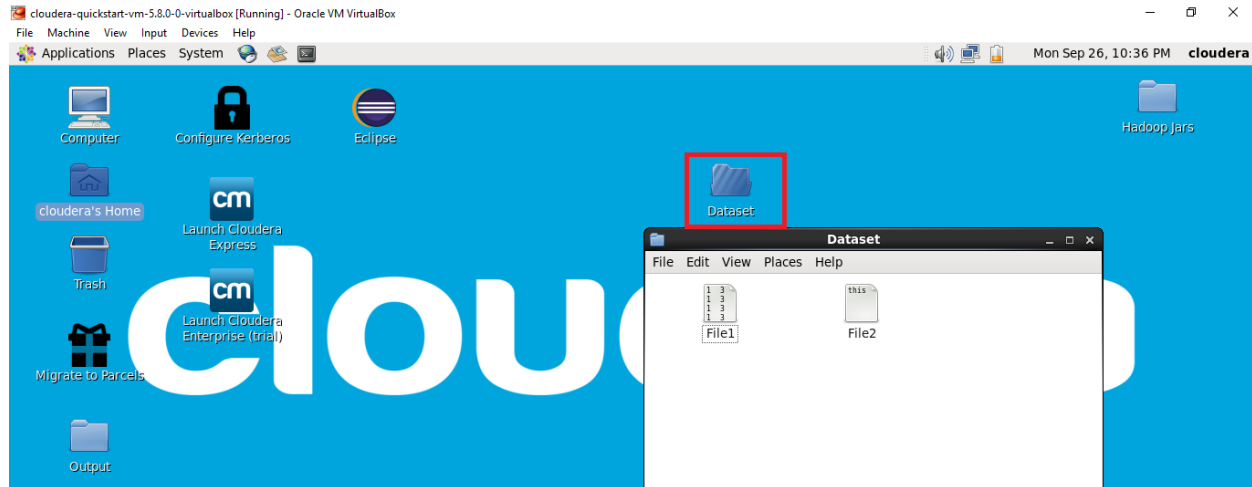 cloudera-quickstart-vm-5.8.0-0-virtualbox [Running] - Oracle VM VirtualBox
File Machine View Input Devices Help
Applications Places System Mon Sep 26, 10:36 PM cloudera
Computer
Configure Kerberos
Eclipse
Hadoop Jars
cloudera's Home
cm
Launch Cloudera
Express
Dataset
Trash
cm
Launch Cloudera
Enterprise (trial)
Migrate to Parcels
Output
cloudera
Dataset
File Edit View Places Help
1 3
1 3
1 3
1 3
File1
this
File2